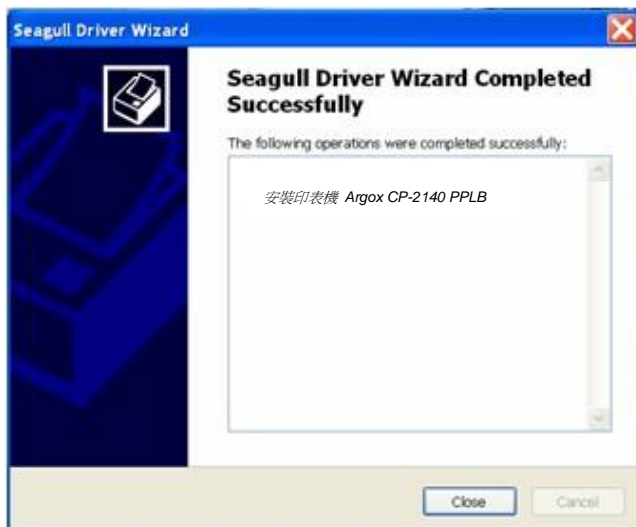 Seagull Driver Wizard
Seagull Driver Wizard Completed
Successfully
The following operations were completed successfully:
安裝印表機 Argox CP-2140 PPLB
Close
Cancel